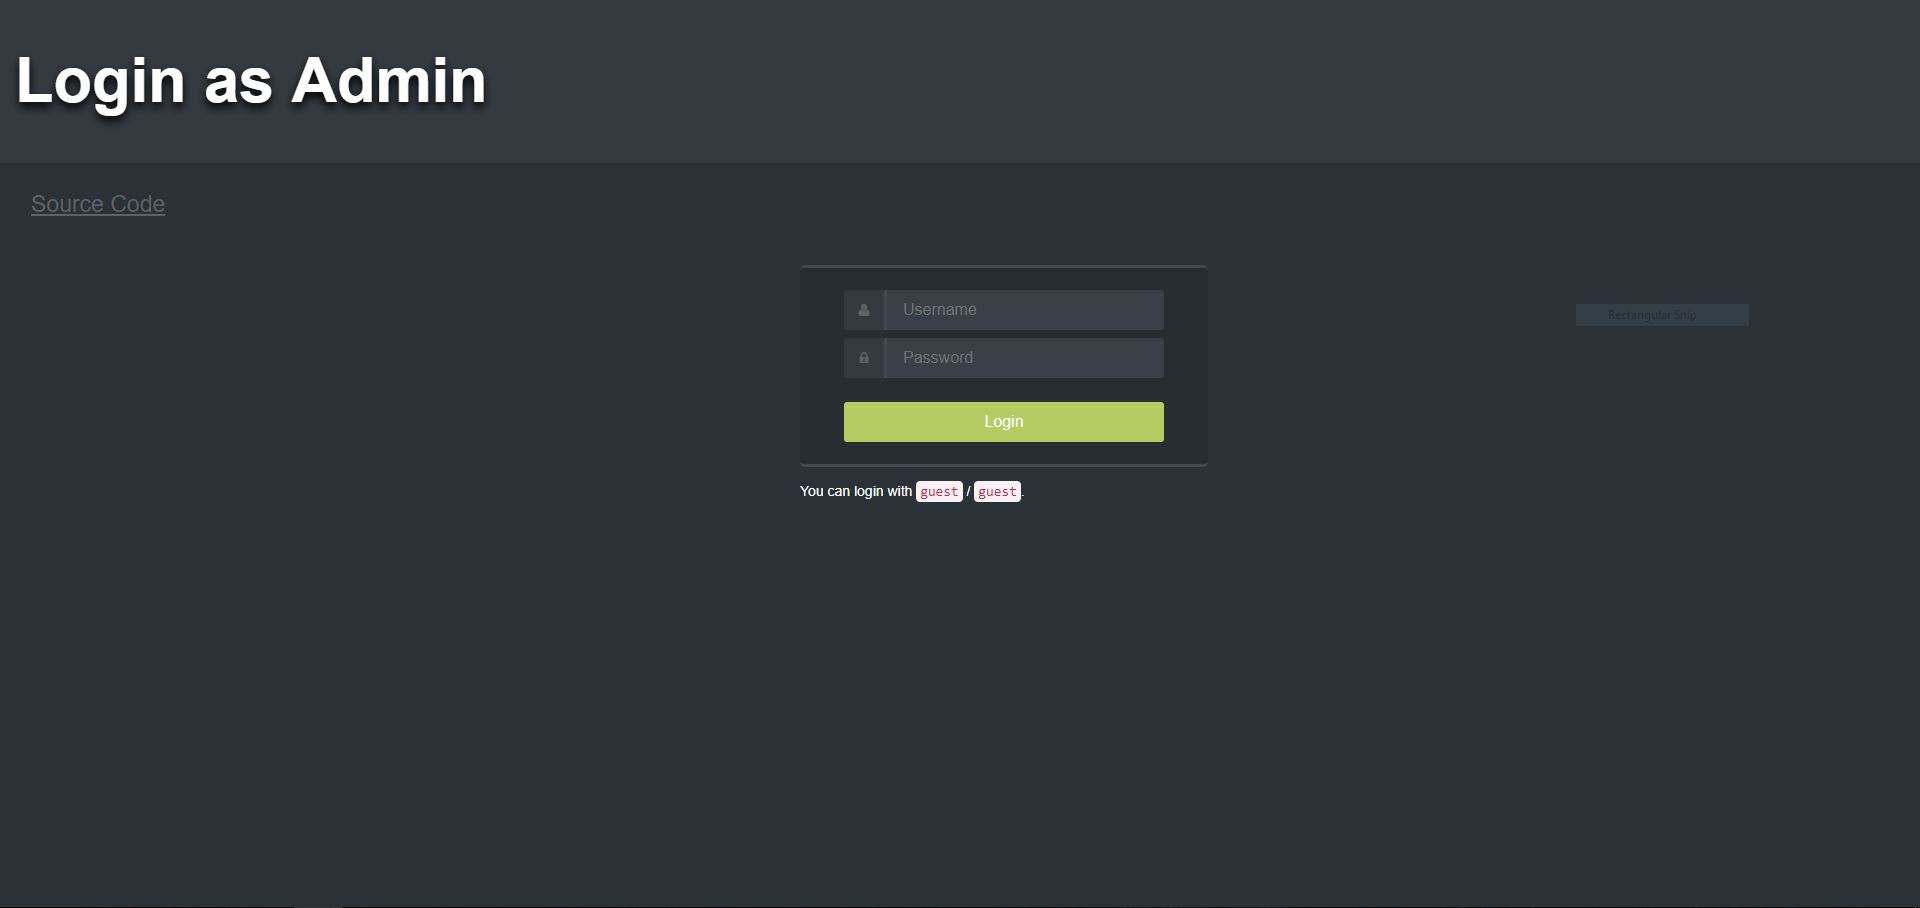 Login as Admin
Source Code
Username
Rectangular Snip
Password
Login
You can login with guest / guest.